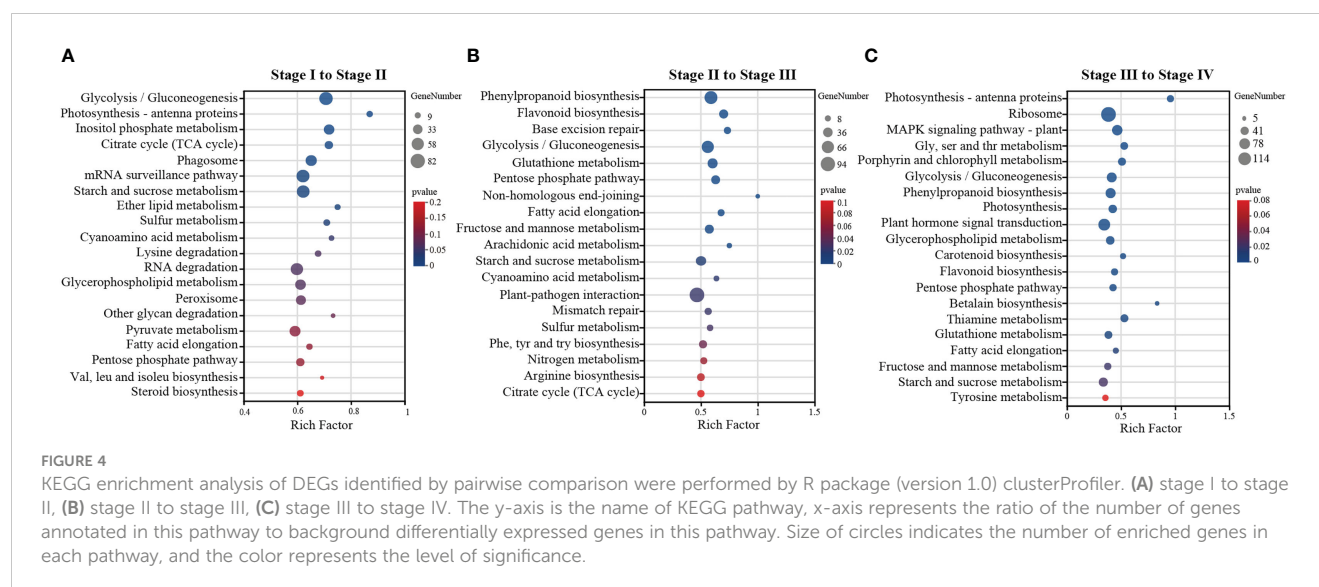 A
Stage I to Stage II
Glycolysis / Gluconeogenesis
Photosynthesis - antenna proteins
Inositol phosphate metabolism
Citrate cycle (TCA cycle)
Phagosome
mRNA surveillance pathway
Starch and sucrose metabolism
Ether lipid metabolism
Sulfur metabolism
Cyanoamino acid metabolism
Lysine degradation
RNA degradation
Glycerophospholipid metabolism
Peroxisome
Other glycan degradation
Pyruvate metabolism
Fatty acid elongation
Pentose phosphate pathway
Val, leu and isoleu biosynthesis
Steroid biosynthesis
0.4 0.6 0.8 1
Rich Factor
GeneNumber
9
33
58
82
pvalue
0.2
0.15
0.1
0.05
0
B
Stage II to Stage III
Phenylpropanoid biosynthesis
Flavonoid biosynthesis
Base excision repair
Glycolysis / Gluconeogenesis
Glutathione metabolism
Pentose phosphate pathway
Non-homologous end-joining
Fatty acid elongation
Fructose and mannose metabolism
Arachidonic acid metabolism
Starch and sucrose metabolism
Cyanoamino acid metabolism
Plant-pathogen interaction
Mismatch repair
Sulfur metabolism
Phe, tyr and try biosynthesis
Nitrogen metabolism
Arginine biosynthesis
Citrate cycle (TCA cycle)
0 0.5 1 1.5
Rich Factor
GeneNumber
8
36
66
94
pvalue
0.1
0.08
0.06
0.04
0.02
0
C
Stage III to Stage IV
Photosynthesis - antenna proteins
Ribosome
MAPK signaling pathway - plant
Gly, ser and thr metabolism
Porphyrin and chlorophyll metabolism
Glycolysis / Gluconeogenesis
Phenylpropanoid biosynthesis
Photosynthesis
Plant hormone signal transduction
Glycerophospholipid metabolism
Carotenoid biosynthesis
Flavonoid biosynthesis
Pentose phosphate pathway
Betalain biosynthesis
Thiamine metabolism
Glutathione metabolism
Fatty acid elongation
Fructose and mannose metabolism
Starch and sucrose metabolism
Tyrosine metabolism
0 0.5 1 1.5
Rich Factor
GeneNumber
5
41
78
114
pvalue
0.08
0.06
0.04
0.02
0
FIGURE 4
KEGG enrichment analysis of DEGs identified by pairwise comparison were performed by R package (version 1.0) clusterProfiler. (A) stage I to stage
II, (B) stage II to stage III, (C) stage III to stage IV. The y-axis is the name of KEGG pathway, x-axis represents the ratio of the number of genes
annotated in this pathway to background differentially expressed genes in this pathway. Size of circles indicates the number of enriched genes in
each pathway, and the color represents the level of significance.